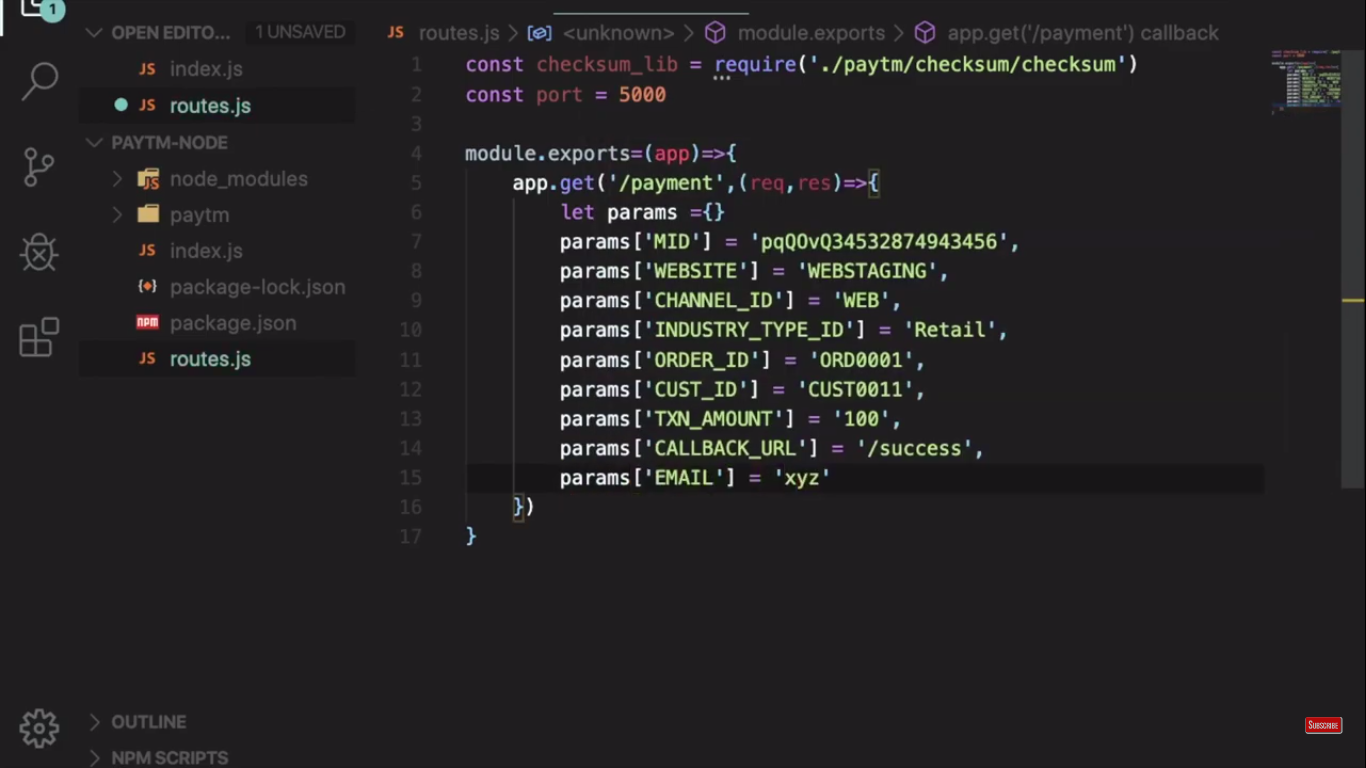 1
OPEN EDITO... 1 UNSAVED
JS index.js
JS routes.js
PAYTM-NODE
JS node_modules
paytm
JS index.js
package-lock.json
npm package.json
JS routes.js
OUTLINE
NPM SCRIPTS
JS routes.js > <unknown> > module.exports > app.get('/payment') callback
1 const checksum_lib = require('./paytm/checksum/checksum')
2 const port = 5000
3
4 module.exports=(app)=>{
5 app.get('/payment',(req,res)=>{
6 let params ={}
7 params['MID'] = 'pqQOvQ34532874943456',
8 params['WEBSITE'] = 'WEBSTAGING',
9 params['CHANNEL_ID'] = 'WEB',
10 params['INDUSTRY_TYPE_ID'] = 'Retail',
11 params['ORDER_ID'] = 'ORD0001',
12 params['CUST_ID'] = 'CUST0011',
13 params['TXN_AMOUNT'] = '100',
14 params['CALLBACK_URL'] = '/success',
15 params['EMAIL'] = 'xyz'
16 })
17 }
SUBSCRIBE